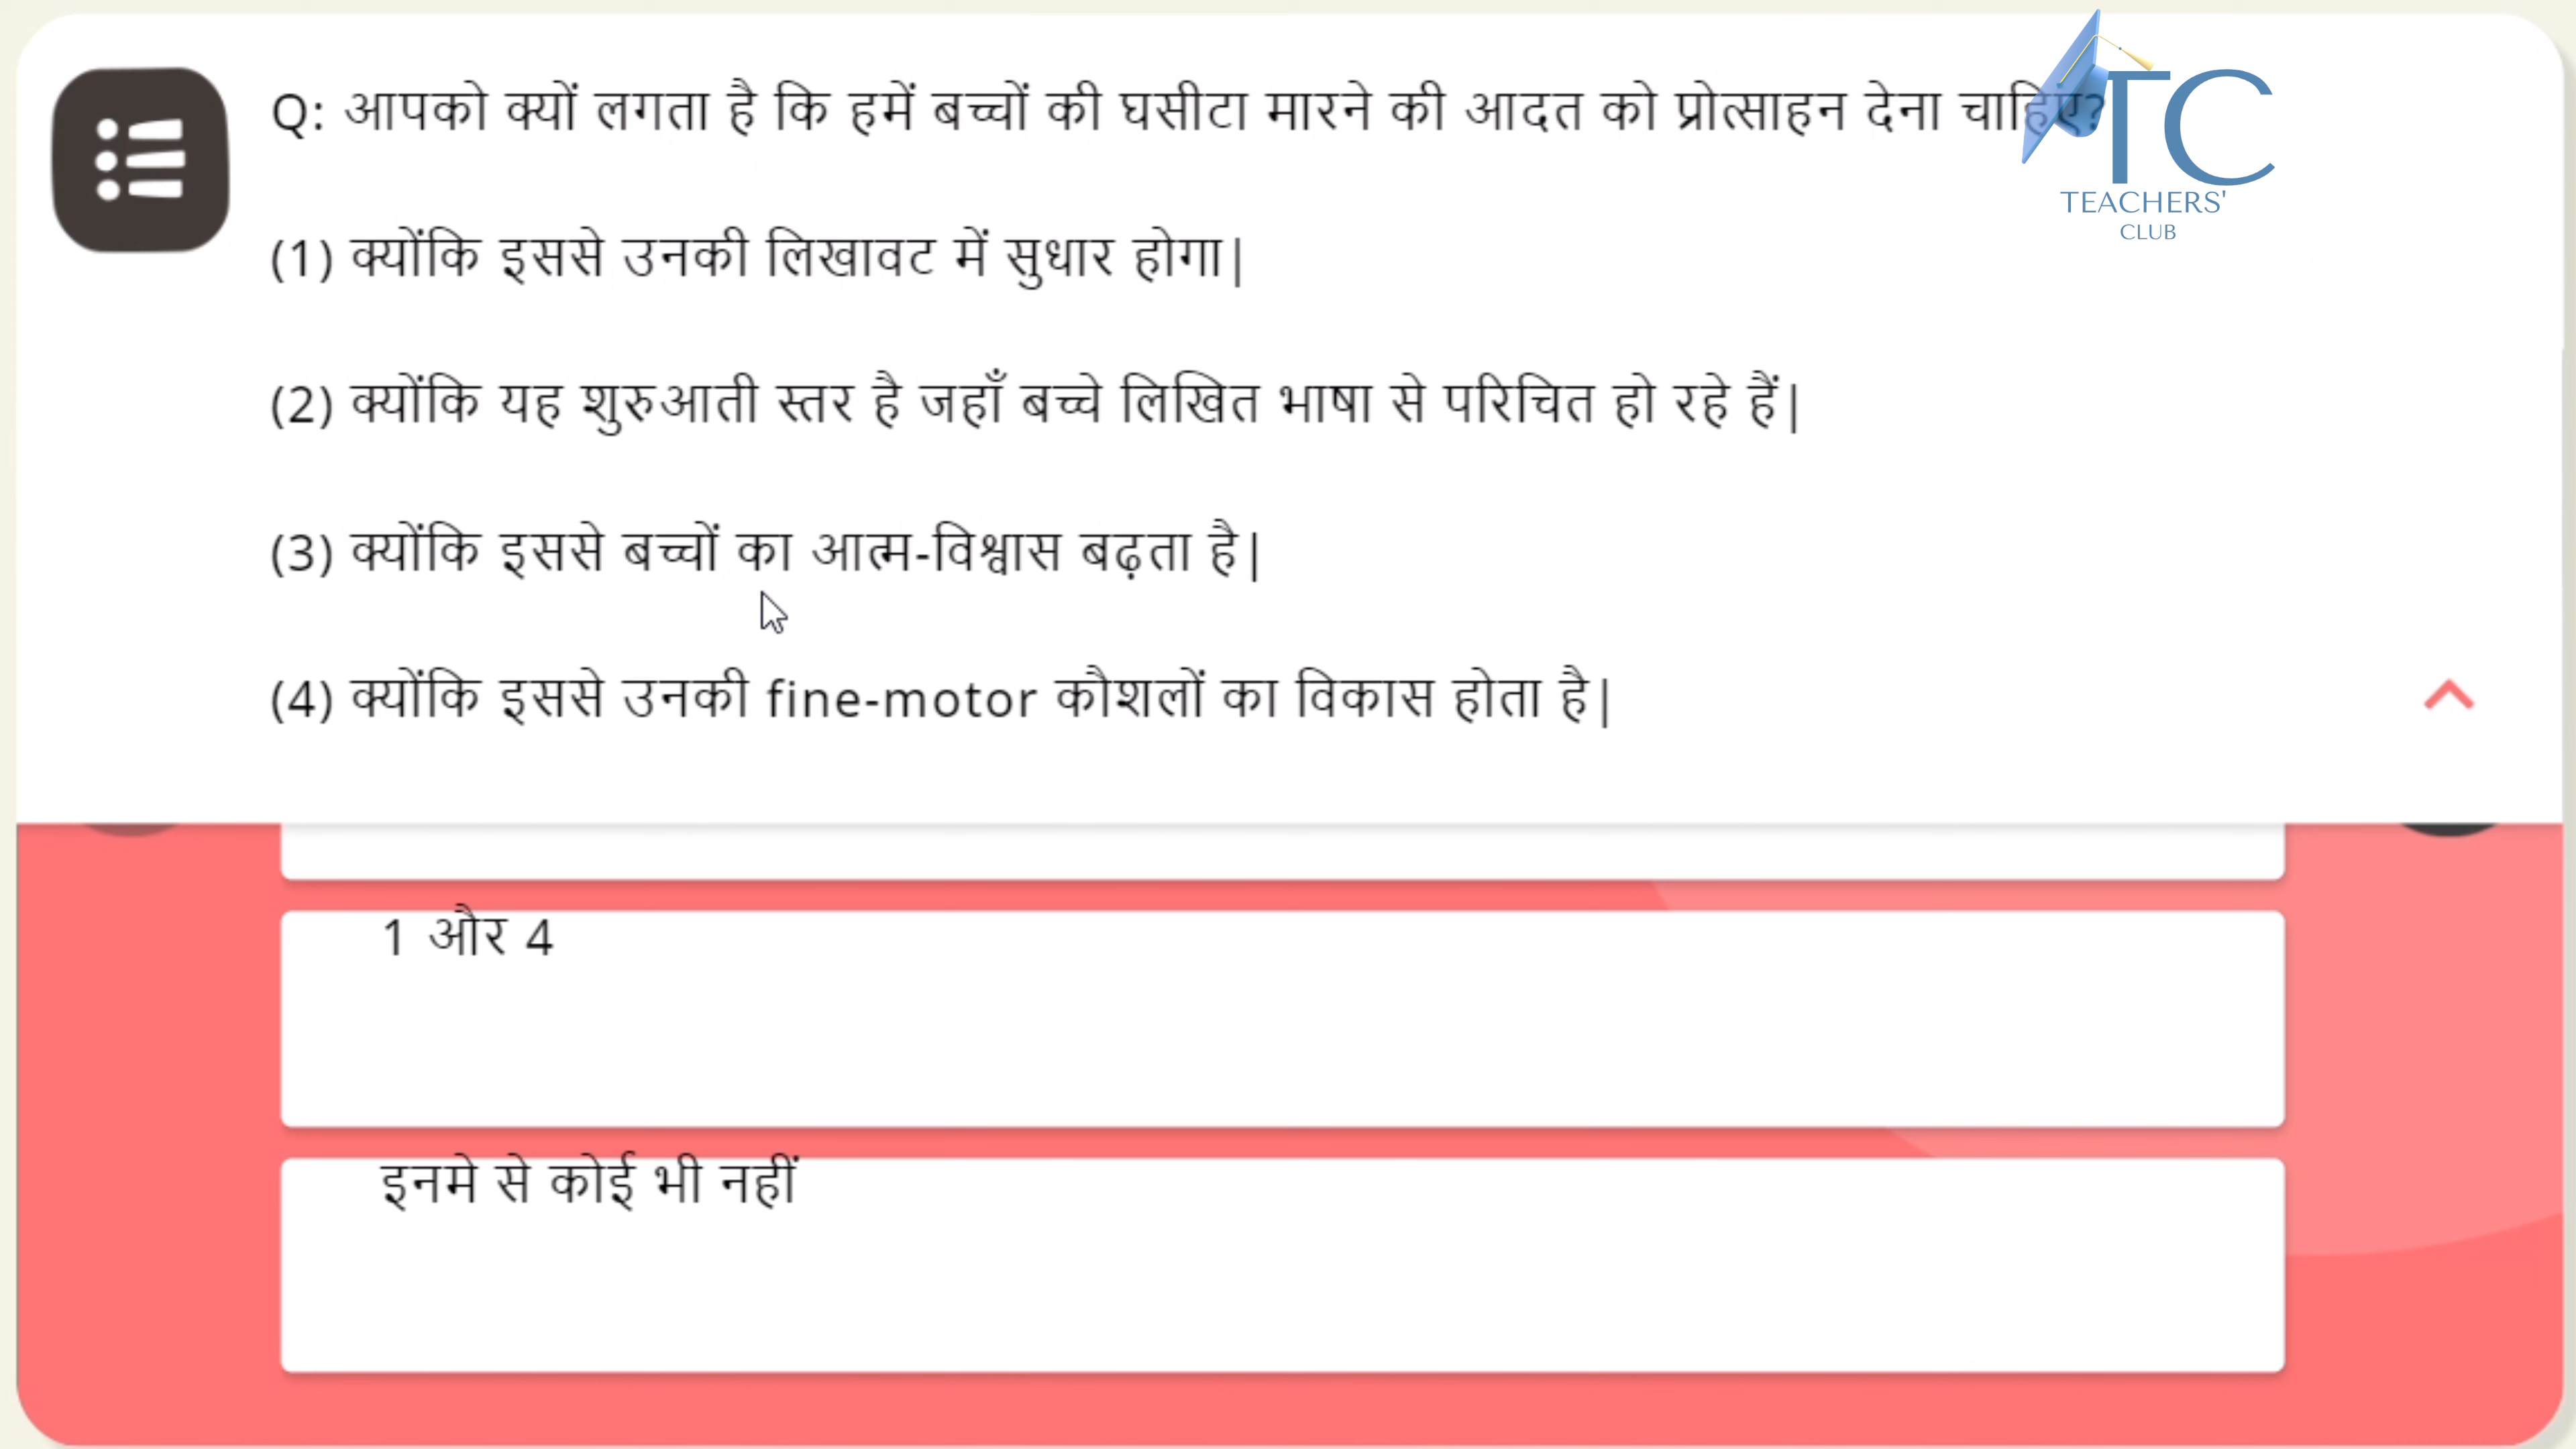 Q: आपको क्यों लगता है कि हमें बच्चों की घसीटा मारने की आदत को प्रोत्साहन देना चाहिए?
TC
TEACHERS'
CLUB
(1) क्योंकि इससे उनकी लिखावट में सुधार होगा|
(2) क्योंकि यह शुरुआती स्तर है जहाँ बच्चे लिखित भाषा से परिचित हो रहे हैं|
(3) क्योंकि इससे बच्चों का आत्म-विश्वास बढ़ता है|
(4) क्योंकि इससे उनकी fine-motor कौशलों का विकास होता है|
1 और 4
इनमे से कोई भी नहीं